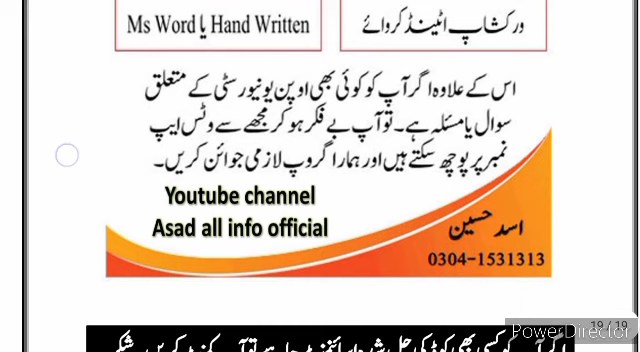 ورکشاپ اٹینڈ کروائے
Ms Word یا Hand Written
اس کے علاوہ اگر آپ کو کوئی بھی اوپن یونیورسٹی کے متعلق
سوال یا مسئلہ ہے۔ تو آپ بے فکر ہو کر مجھے سے وٹس ایپ
نمبر پر پوچھ سکتے ہیں اور ہمارا گروپ لازمی جوائن کریں۔
Youtube channel
Asad all info official
اسد حسین
0304-1531313
19 / 19
PowerDirector